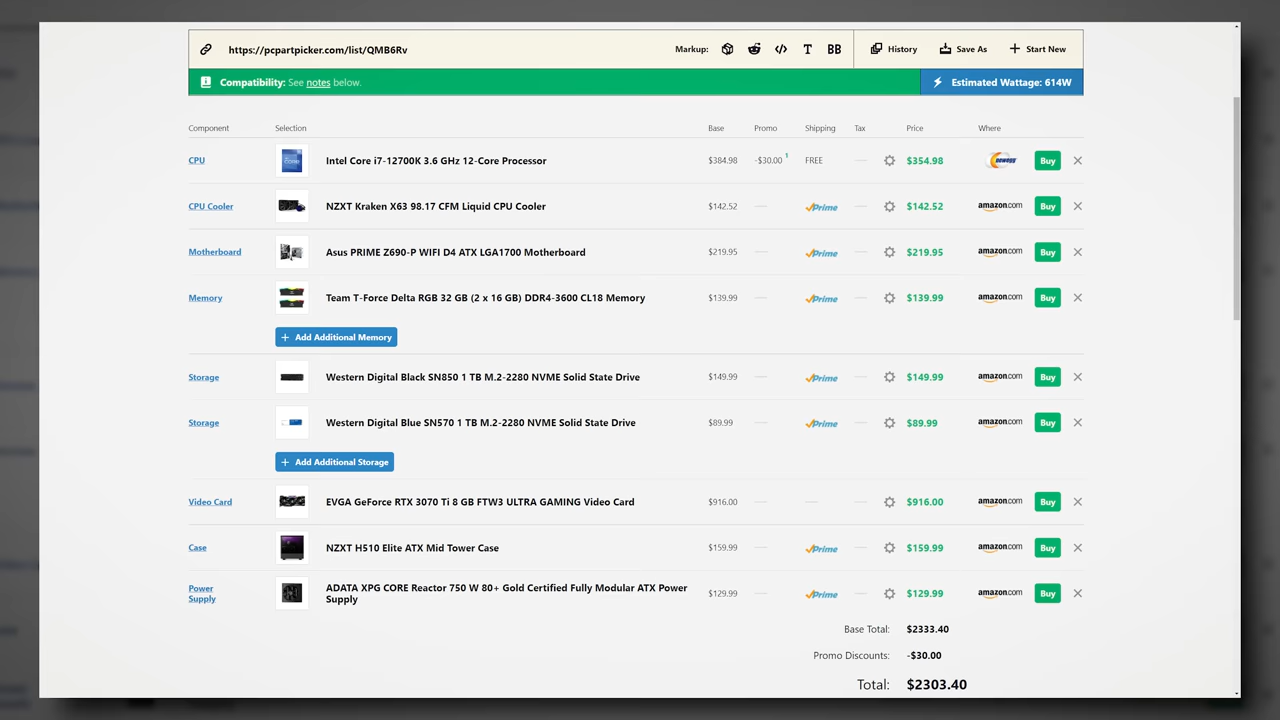 https://pcpartpicker.com/list/QMB6Rv Markup: T BB History Save As Start New
Compatibility: See notes below. Estimated Wattage: 614W
Component Selection Base Promo Shipping Tax Price Where
CPU Intel Core i7-12700K 3.6 GHz 12-Core Processor $384.98 -$30.00 1 FREE — $354.98 newegg Buy
CPU Cooler NZXT Kraken X63 98.17 CFM Liquid CPU Cooler $142.52 — Prime — $142.52 amazon.com Buy
Motherboard Asus PRIME Z690-P WIFI D4 ATX LGA1700 Motherboard $219.95 — Prime — $219.95 amazon.com Buy
Memory Team T-Force Delta RGB 32 GB (2 x 16 GB) DDR4-3600 CL18 Memory $139.99 — Prime — $139.99 amazon.com Buy
+ Add Additional Memory
Storage Western Digital Black SN850 1 TB M.2-2280 NVME Solid State Drive $149.99 — Prime — $149.99 amazon.com Buy
Storage Western Digital Blue SN570 1 TB M.2-2280 NVME Solid State Drive $89.99 — Prime — $89.99 amazon.com Buy
+ Add Additional Storage
Video Card EVGA GeForce RTX 3070 Ti 8 GB FTW3 ULTRA GAMING Video Card $916.00 — — — $916.00 amazon.com Buy
Case NZXT H510 Elite ATX Mid Tower Case $159.99 — Prime — $159.99 amazon.com Buy
Power Supply ADATA XPG CORE Reactor 750 W 80+ Gold Certified Fully Modular ATX Power Supply $129.99 — Prime — $129.99 amazon.com Buy
Base Total: $2333.40
Promo Discounts: -$30.00
Total: $2303.40